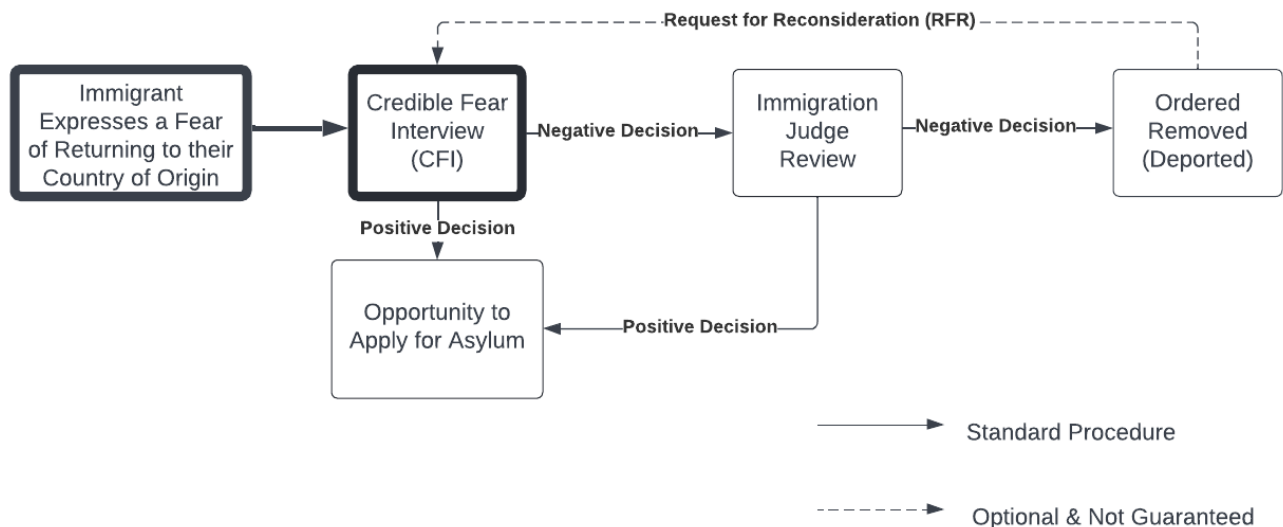 Request for Reconsideration (RFR)
Immigrant
Expresses a Fear
of Returning to their
Country of Origin
Credible Fear
Interview
(CFI)
Negative Decision
Immigration
Judge
Review
Negative Decision
Ordered
Removed
(Deported)
Positive Decision
Opportunity to
Apply for Asylum
Positive Decision
Standard Procedure
Optional & Not Guaranteed